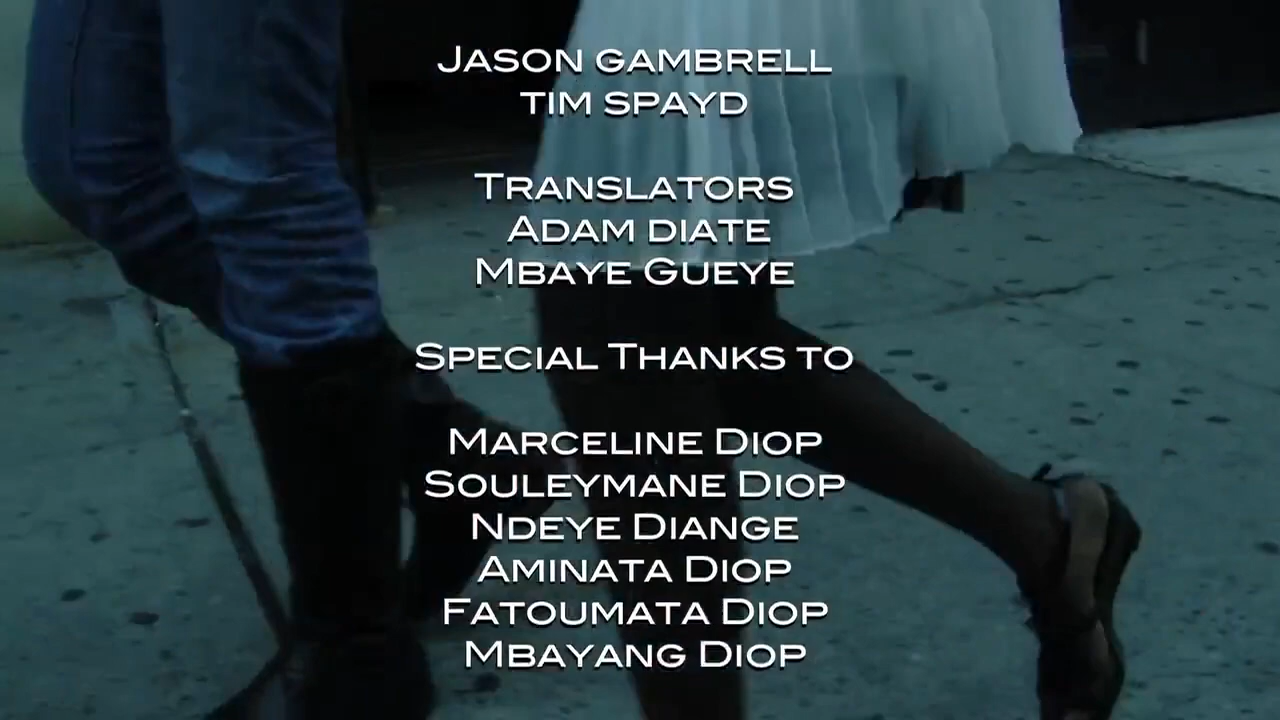 Jason gambrell
Tim Spayd
Translators
Adam diate
Mbaye Gueye
Special Thanks to
Marceline Diop
Souleymane Diop
Ndeye Diange
Aminata Diop
Fatoumata Diop
Mbayang Diop